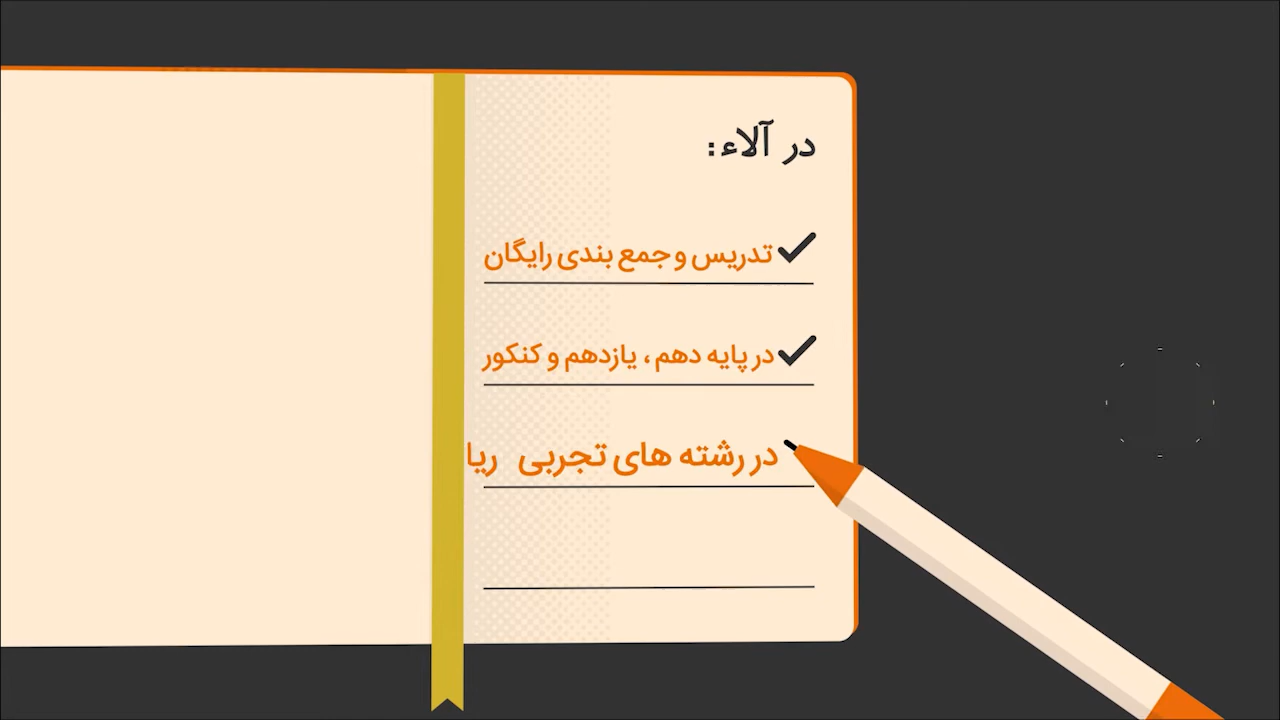 در آلاء:
تدریس و جمع بندی رایگان
در پایه دهم ، یازدهم و کنکور
در رشته های تجربی ریا